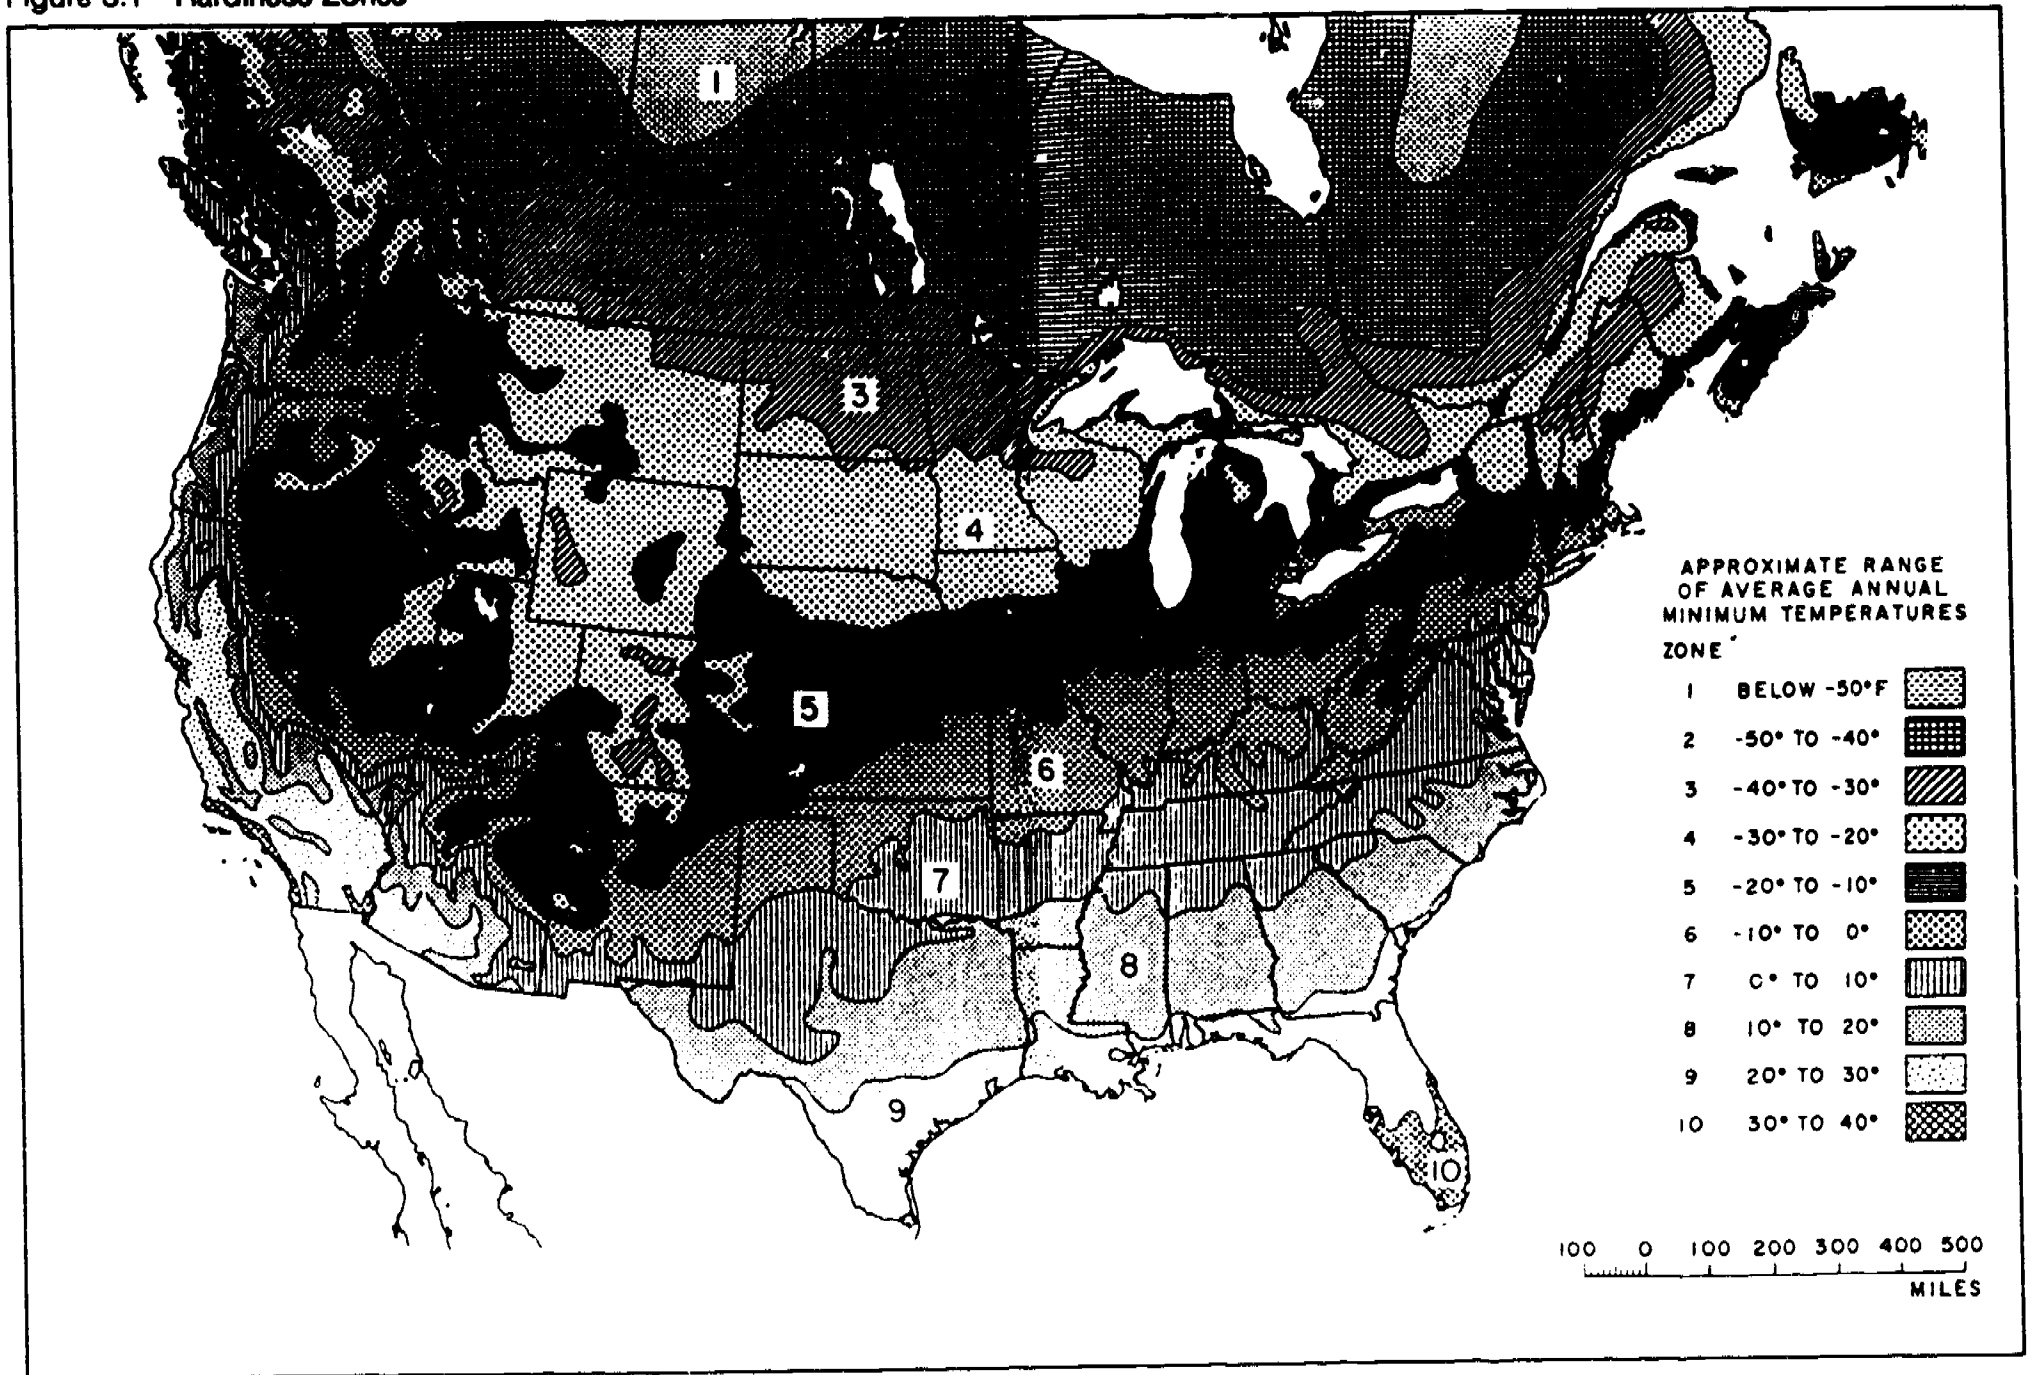 1
3
4
5
6
7
8
9
10
APPROXIMATE RANGE
OF AVERAGE ANNUAL
MINIMUM TEMPERATURES
ZONE
1 BELOW -50°F
2 -50° TO -40°
3 -40° TO -30°
4 -30° TO -20°
5 -20° TO -10°
6 -10° TO 0°
7 0° TO 10°
8 10° TO 20°
9 20° TO 30°
10 30° TO 40°
100 0 100 200 300 400 500
MILES